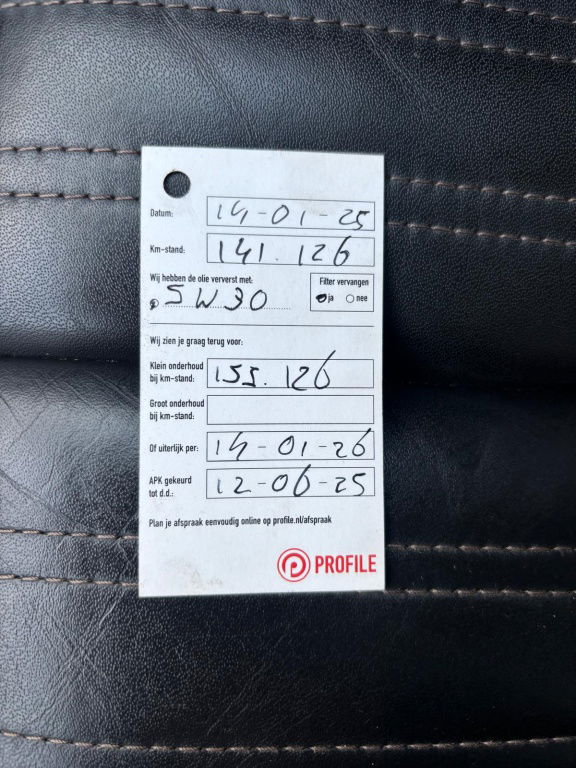 Datum: 14-01-25
Km-stand: 141.126
Wij hebben de olie ververst met: Filter vervangen
5W30 ja nee
Wij zien je graag terug voor:
Klein onderhoud
bij km-stand: 155.126
Groot onderhoud
bij km-stand:
Of uiterlijk per: 14-01-26
APK gekeurd
tot d.d.: 12-06-25
Plan je afspraak eenvoudig online op profile.nl/afspraak
PROFILE